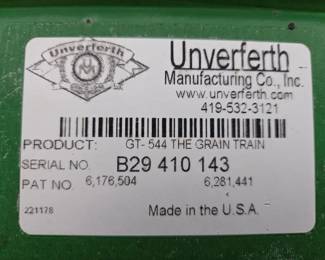 Unverferth
UM
Unverferth
Manufacturing Co., Inc.
www.unverferth.com
419-532-3121
PRODUCT: GT- 544 THE GRAIN TRAIN
SERIAL NO. B29 410 143
PAT NO. 6,176,504 6,281,441
221178 Made in the U.S.A.